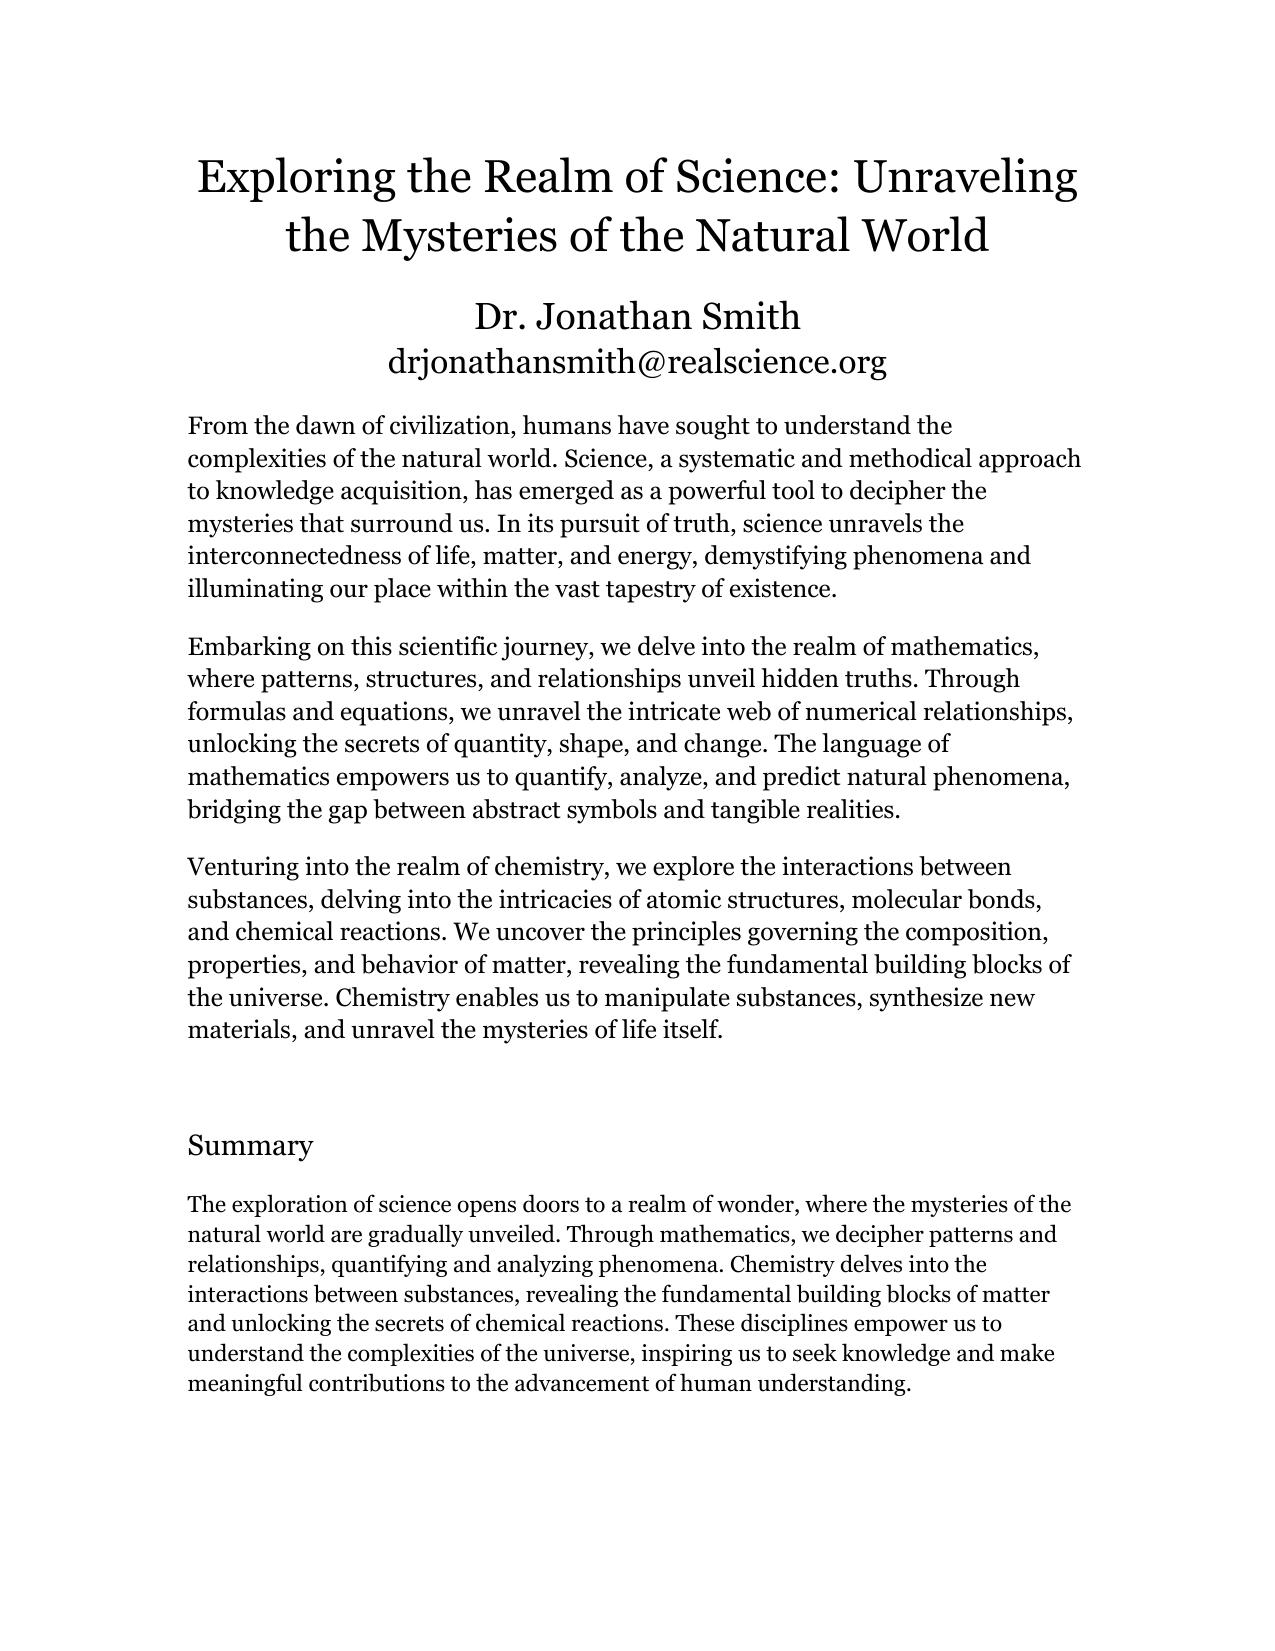 Exploring the Realm of Science: Unraveling
the Mysteries of the Natural World
Dr. Jonathan Smith
drjonathansmith@realscience.org
From the dawn of civilization, humans have sought to understand the
complexities of the natural world. Science, a systematic and methodical approach
to knowledge acquisition, has emerged as a powerful tool to decipher the
mysteries that surround us. In its pursuit of truth, science unravels the
interconnectedness of life, matter, and energy, demystifying phenomena and
illuminating our place within the vast tapestry of existence.
Embarking on this scientific journey, we delve into the realm of mathematics,
where patterns, structures, and relationships unveil hidden truths. Through
formulas and equations, we unravel the intricate web of numerical relationships,
unlocking the secrets of quantity, shape, and change. The language of
mathematics empowers us to quantify, analyze, and predict natural phenomena,
bridging the gap between abstract symbols and tangible realities.
Venturing into the realm of chemistry, we explore the interactions between
substances, delving into the intricacies of atomic structures, molecular bonds,
and chemical reactions. We uncover the principles governing the composition,
properties, and behavior of matter, revealing the fundamental building blocks of
the universe. Chemistry enables us to manipulate substances, synthesize new
materials, and unravel the mysteries of life itself.
Summary
The exploration of science opens doors to a realm of wonder, where the mysteries of the
natural world are gradually unveiled. Through mathematics, we decipher patterns and
relationships, quantifying and analyzing phenomena. Chemistry delves into the
interactions between substances, revealing the fundamental building blocks of matter
and unlocking the secrets of chemical reactions. These disciplines empower us to
understand the complexities of the universe, inspiring us to seek knowledge and make
meaningful contributions to the advancement of human understanding.